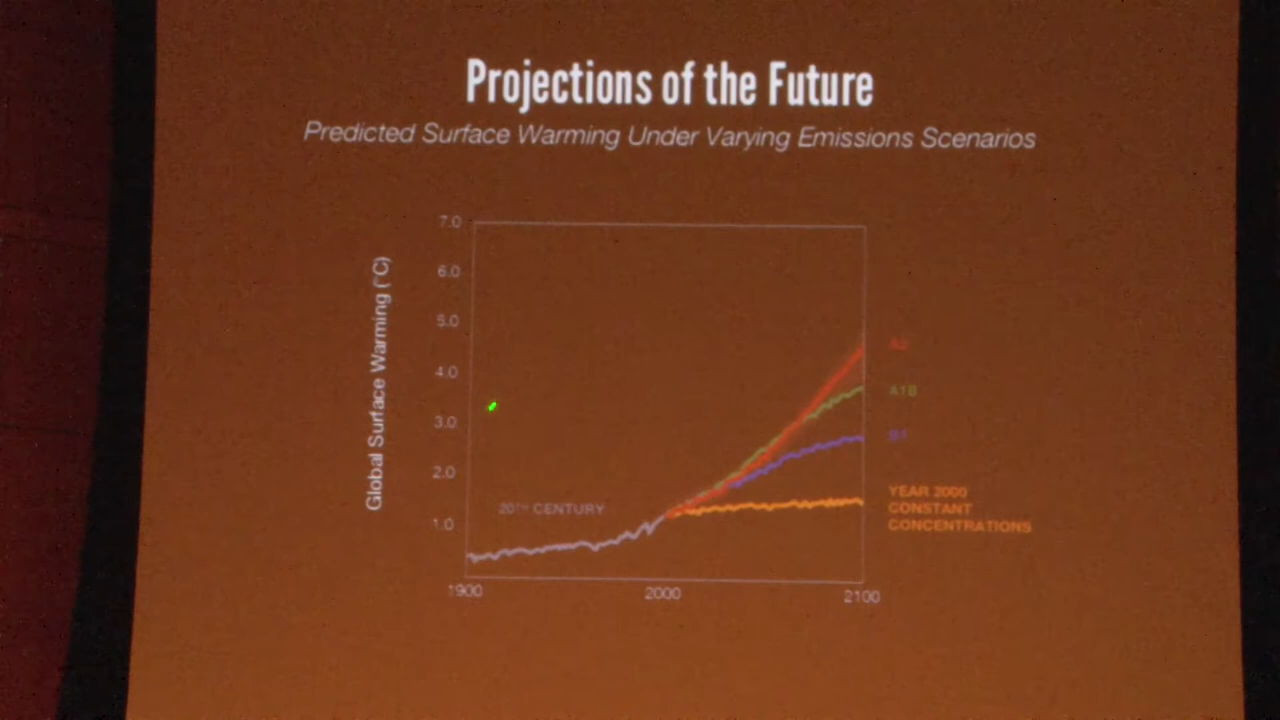 Projections of the Future
Predicted Surface Warming Under Varying Emissions Scenarios
Global Surface Warming (°C)
7.0
6.0
5.0
4.0
3.0
2.0
1.0
20TH CENTURY
A2
A1B
B1
YEAR 2000
CONSTANT
CONCENTRATIONS
1900
2000
2100